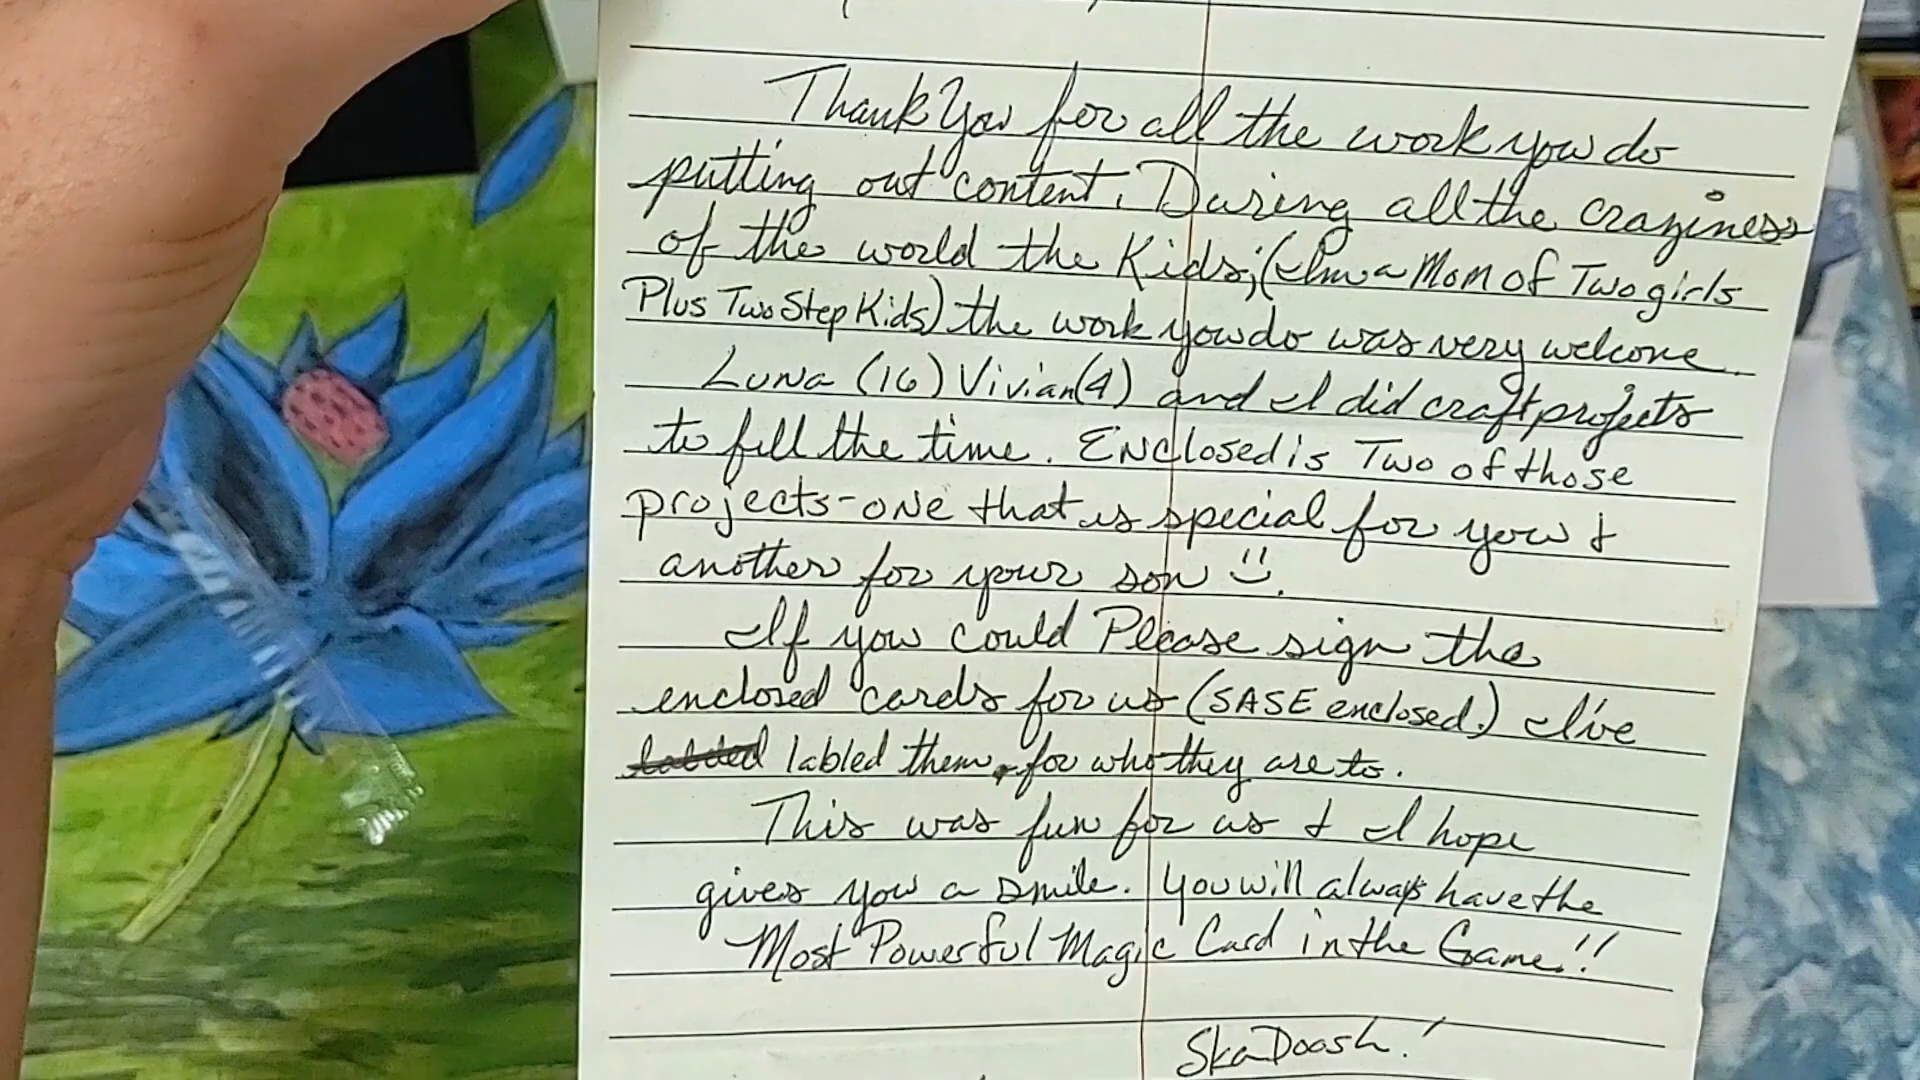 Thank You for all the work you do
putting out content. During all the craziness
of the world the Kids; (I'm a Mom of Two girls
Plus Two Step Kids) the work you do was very welcome.
Luna (16) Vivian (4) and I did craft projects
to fill the time. Enclosed is Two of those
projects - one that is special for you &
another for your son
If you could Please sign the
enclosed cards for us (SASE enclosed.) I've
labled them for who they are to.
This was fun for us & I hope
gives you a smile. You will always have the
Most Powerful Magic Card in the Game!!
SkaDoosh!